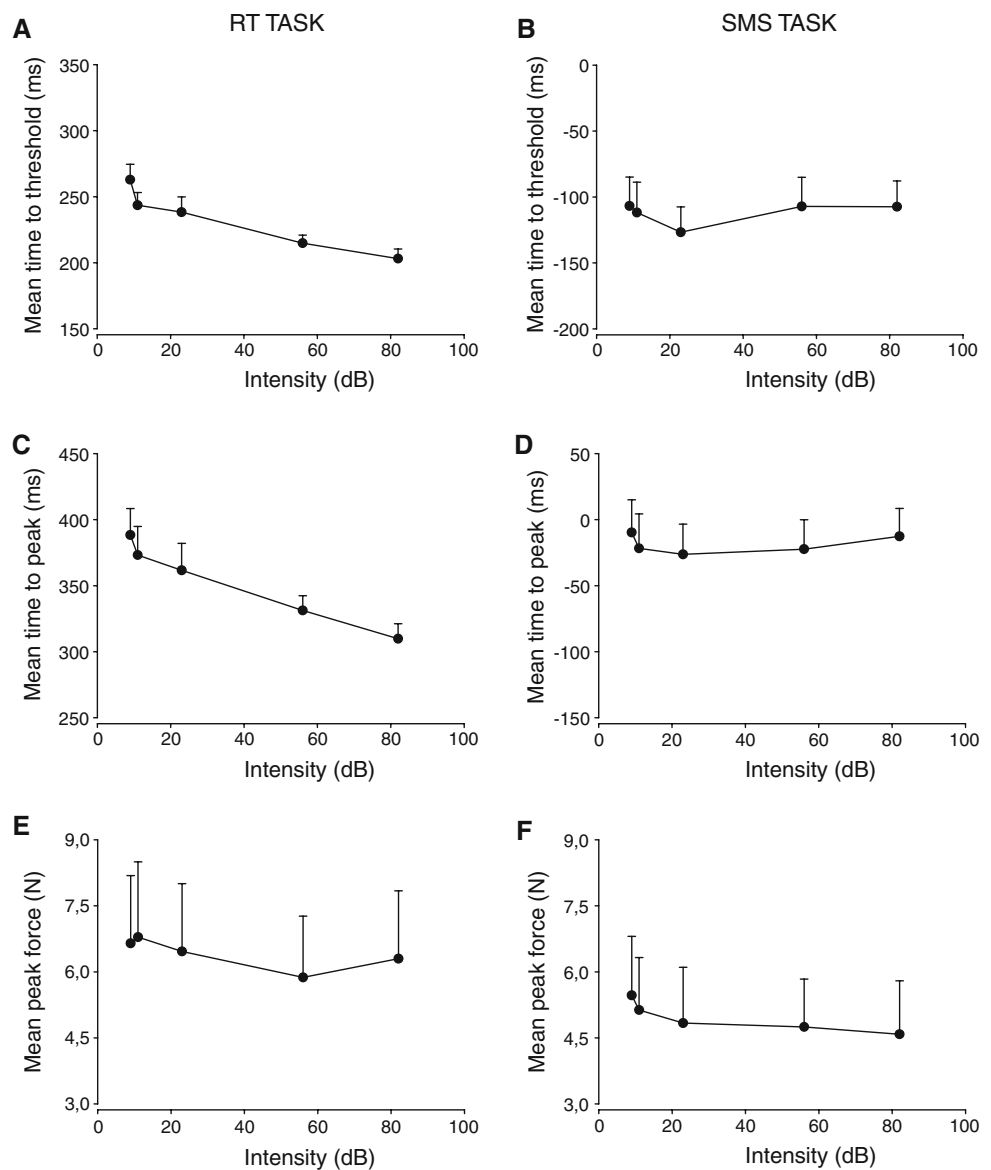 RT TASK
SMS TASK
A
Mean time to threshold (ms)
350
300
250
200
150
0 20 40 60 80 100
Intensity (dB)
B
Mean time to threshold (ms)
0
-50
-100
-150
-200
0 20 40 60 80 100
Intensity (dB)
C
Mean time to peak (ms)
450
400
350
300
250
0 20 40 60 80 100
Intensity (dB)
D
Mean time to peak (ms)
50
0
-50
-100
-150
0 20 40 60 80 100
Intensity (dB)
E
Mean peak force (N)
9,0
7,5
6,0
4,5
3,0
0 20 40 60 80 100
Intensity (dB)
F
Mean peak force (N)
9,0
7,5
6,0
4,5
3,0
0 20 40 60 80 100
Intensity (dB)